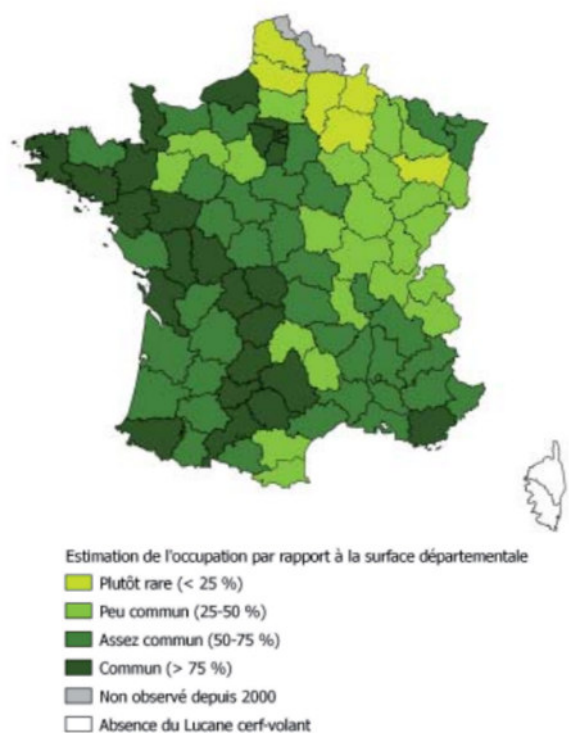 Estimation de l'occupation par rapport à la surface départementale
Plutôt rare (< 25 %)
Peu commun (25-50 %)
Assez commun (50-75 %)
Commun (> 75 %)
Non observé depuis 2000
Absence du Lucane cerf-volant